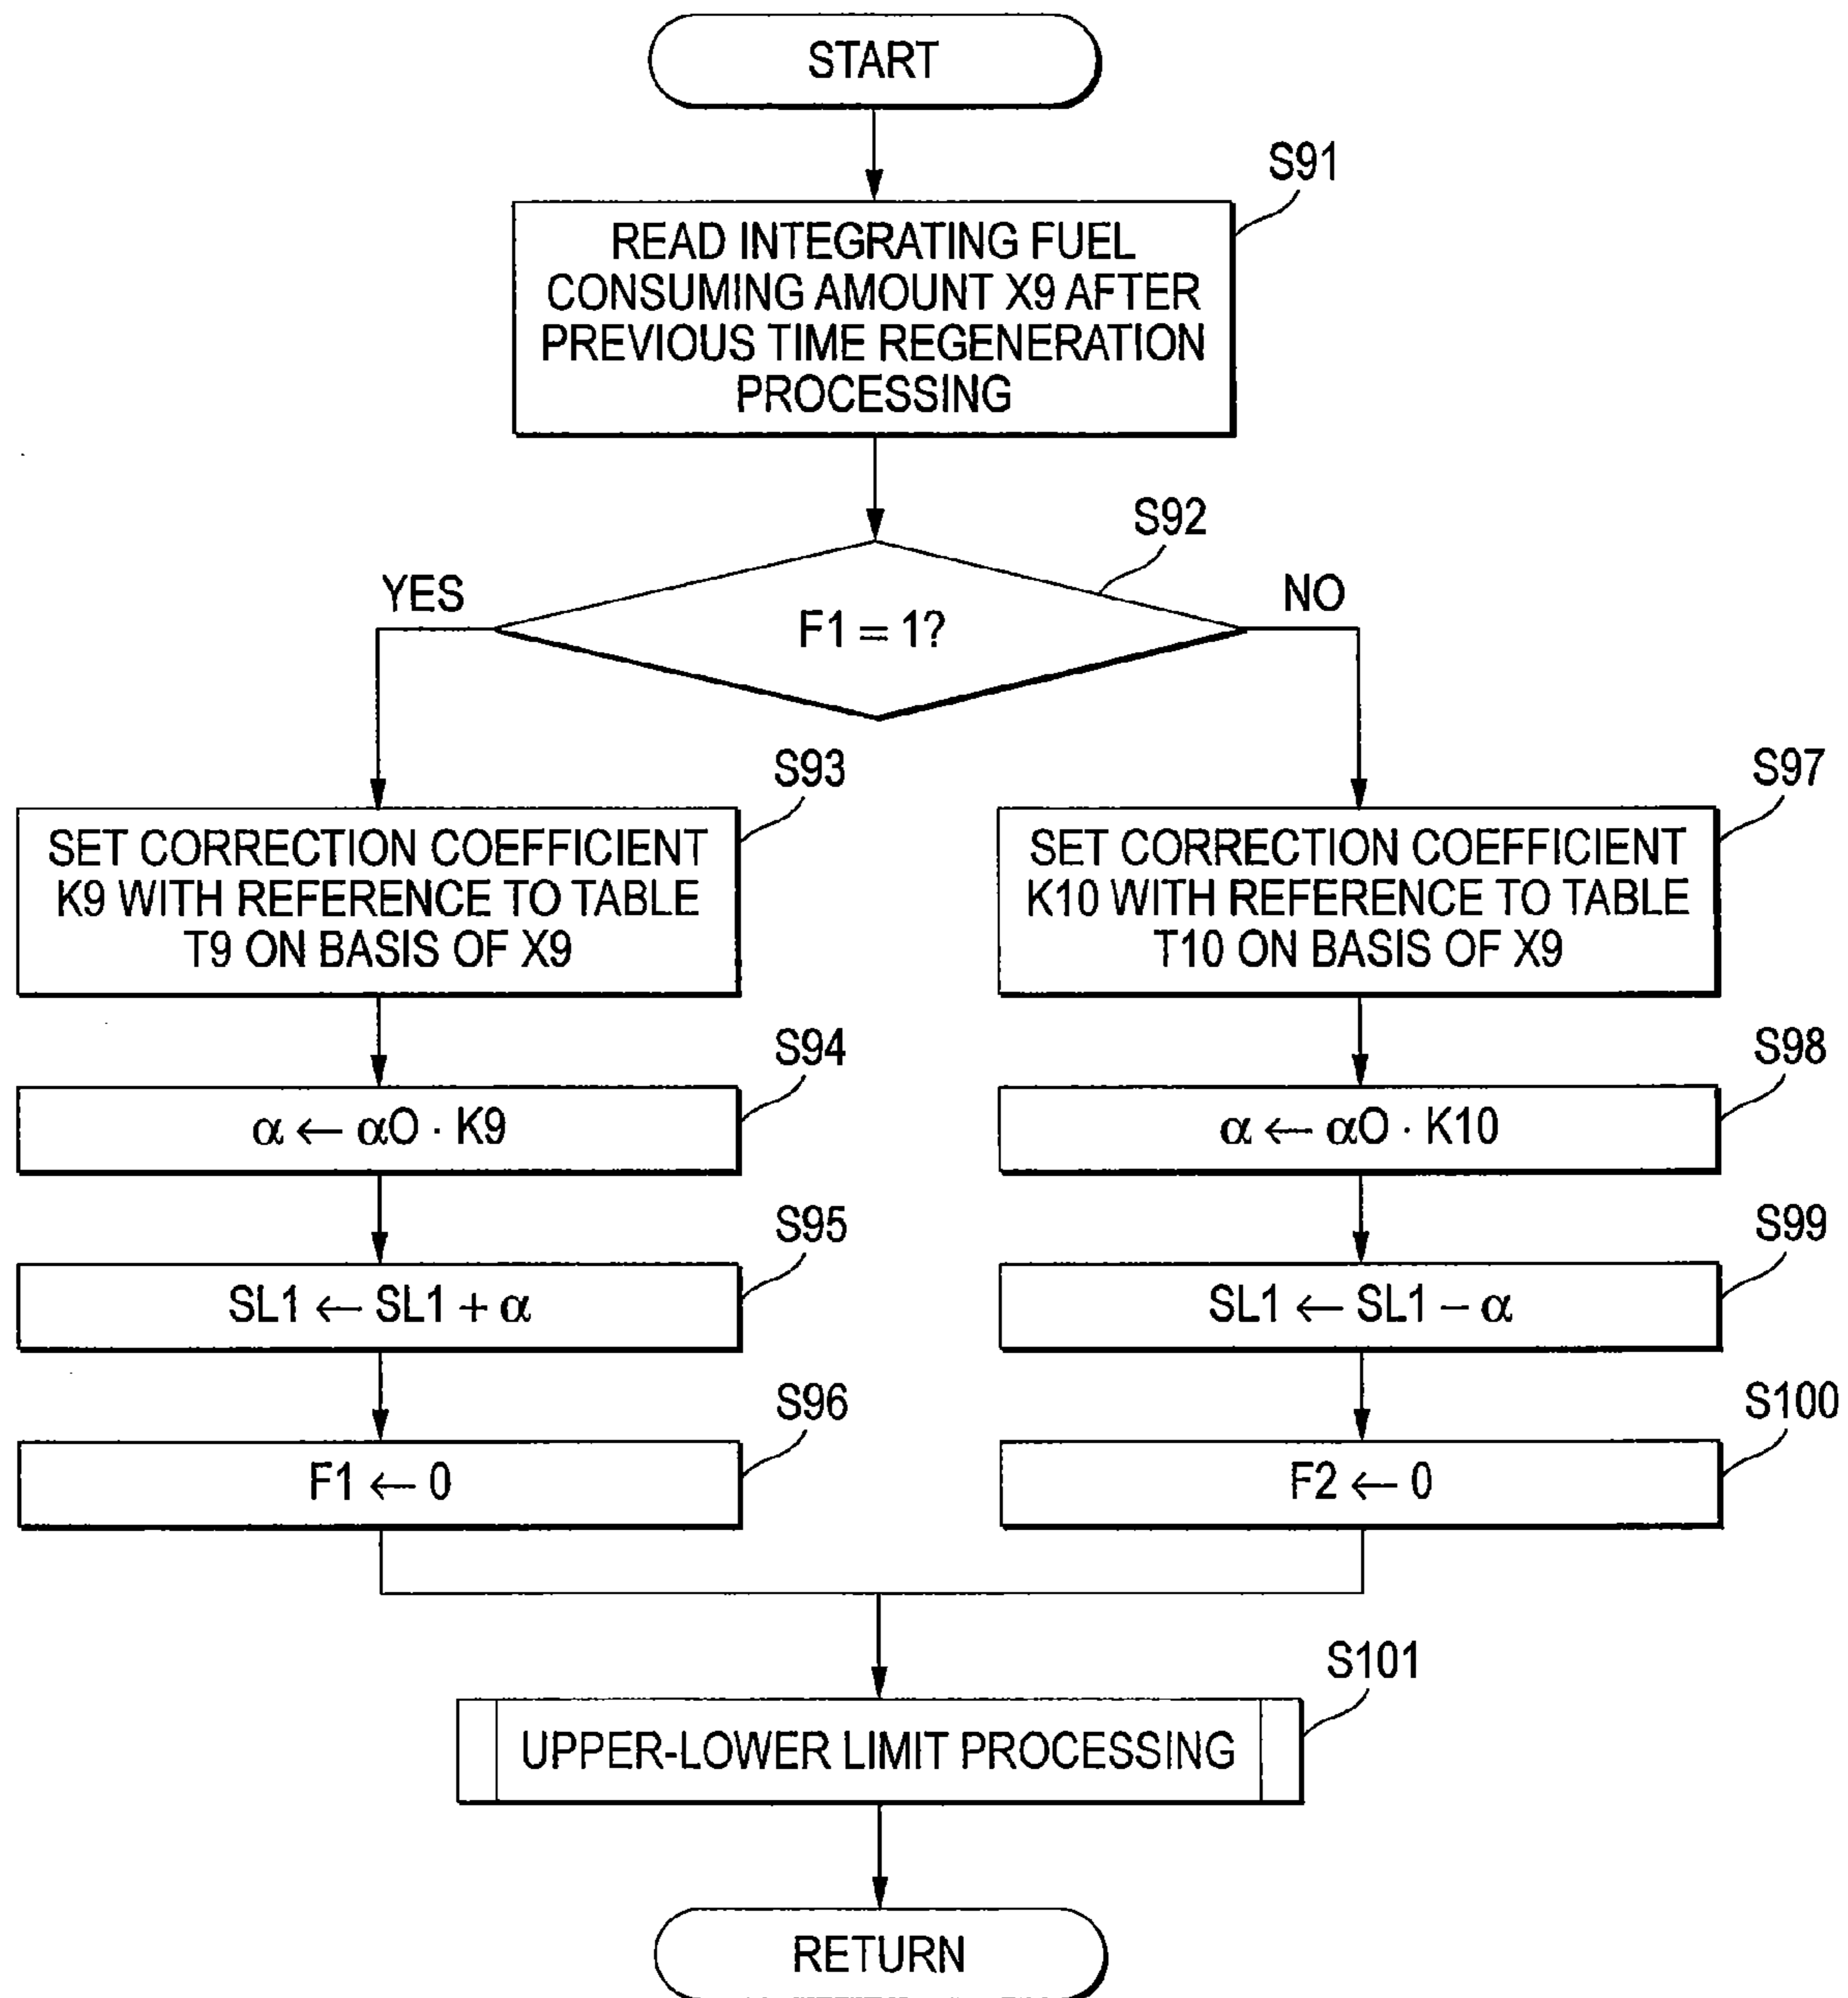 START
S91
READ INTEGRATING FUEL
CONSUMING AMOUNT X9 AFTER
PREVIOUS TIME REGENERATION
PROCESSING
S92
YES
F1 = 1?
NO
S93
SET CORRECTION COEFFICIENT
K9 WITH REFERENCE TO TABLE
T9 ON BASIS OF X9
S94
α ← αO · K9
S95
SL1 ← SL1 + α
S96
F1 ← 0
S97
SET CORRECTION COEFFICIENT
K10 WITH REFERENCE TO TABLE
T10 ON BASIS OF X9
S98
α ← αO · K10
S99
SL1 ← SL1 – α
S100
F2 ← 0
S101
UPPER-LOWER LIMIT PROCESSING
RETURN